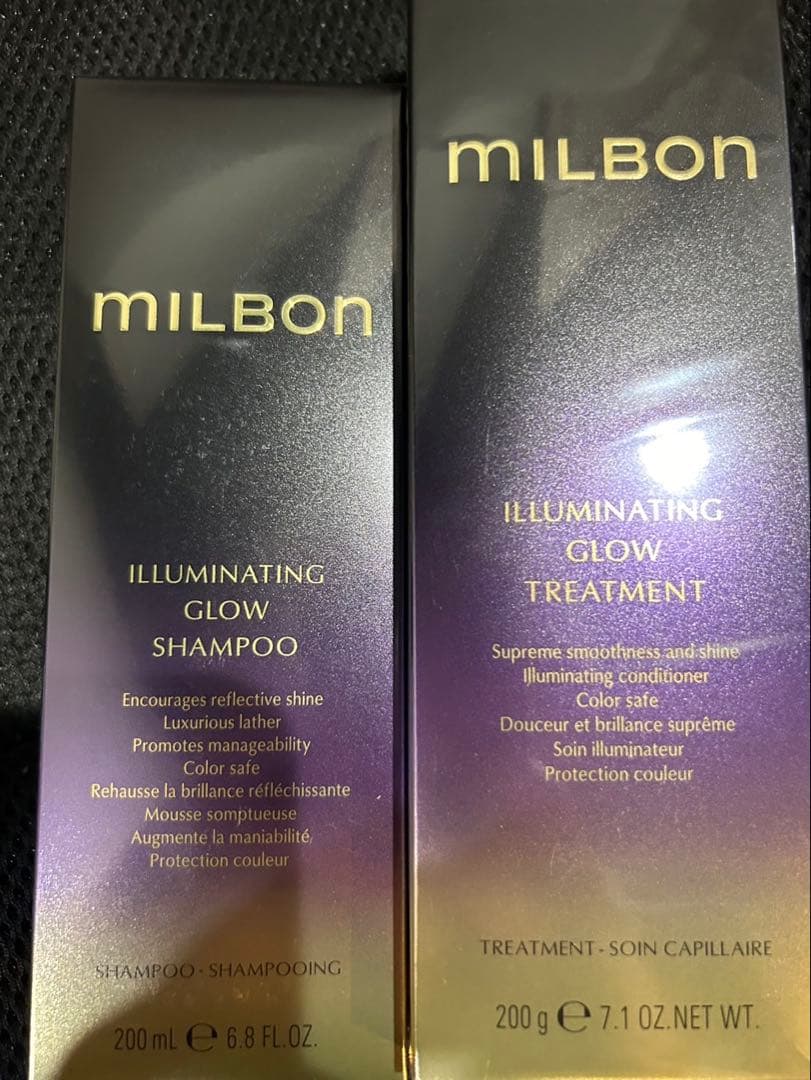 MILBON
ILLUMINATING
GLOW
SHAMPOO
Encourages reflective shine
Luxurious lather
Promotes manageability
Color safe
Rehausse la brillance réfléchissante
Mousse somptueuse
Augmente la maniabilité
Protection couleur
SHAMPOO · SHAMPOOING
200 mL e 6.8 FL.OZ.
MILBON
ILLUMINATING
GLOW
TREATMENT
Supreme smoothness and shine
Illuminating conditioner
Color safe
Douceur et brillance suprême
Soin illuminateur
Protection couleur
TREATMENT · SOIN CAPILLAIRE
200 g e 7.1 OZ.NET WT.